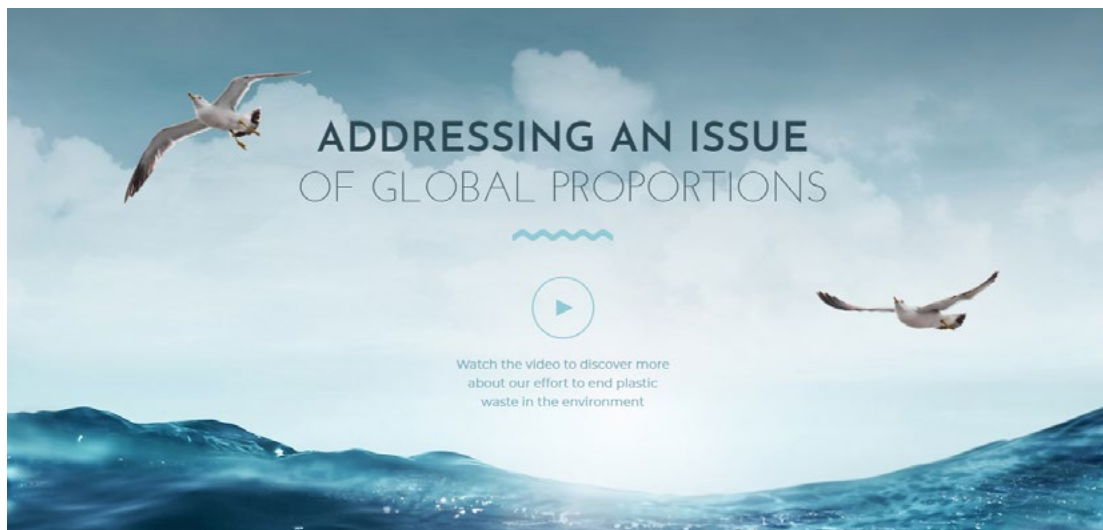 ADDRESSING AN ISSUE
OF GLOBAL PROPORTIONS
Watch the video to discover more
about our effort to end plastic
waste in the environment